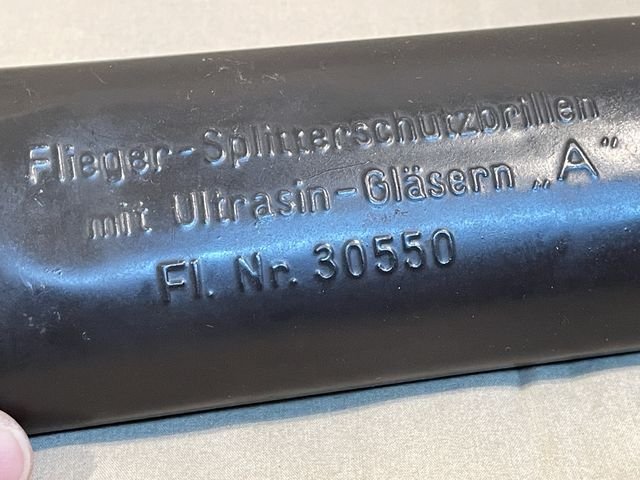 Flieger-Splitterschutzbrillen
mit Ultrasin-Gläsern „A“
Fl. Nr. 30550